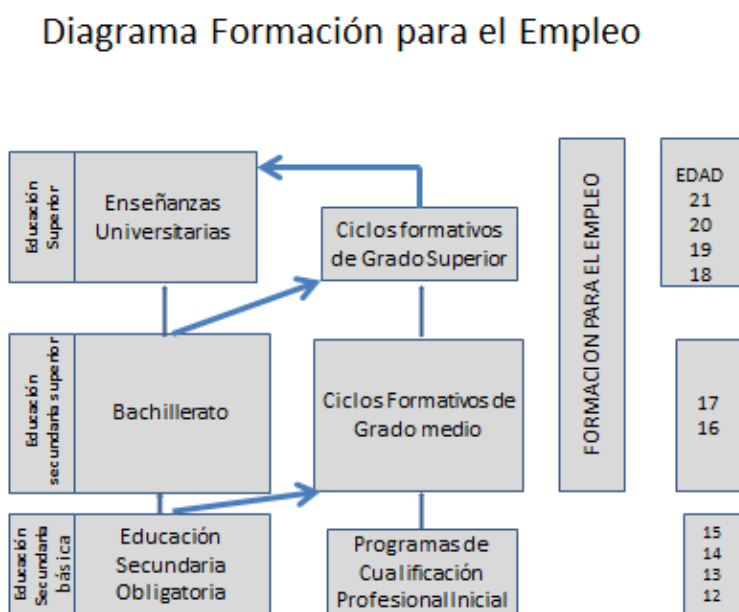 Diagrama Formación para el Empleo
Educación
Superior
Enseñanzas
Universitarias
Ciclos formativos
de Grado Superior
FORMACION PARA EL EMPLEO
EDAD
21
20
19
18
Educación
secundaria superior
Bachillerato
Ciclos Formativos de
Grado medio
17
16
Educación
Secundaria
básica
Educación
Secundaria
Obligatoria
Programas de
Cualificación
Profesional Inicial
15
14
13
12